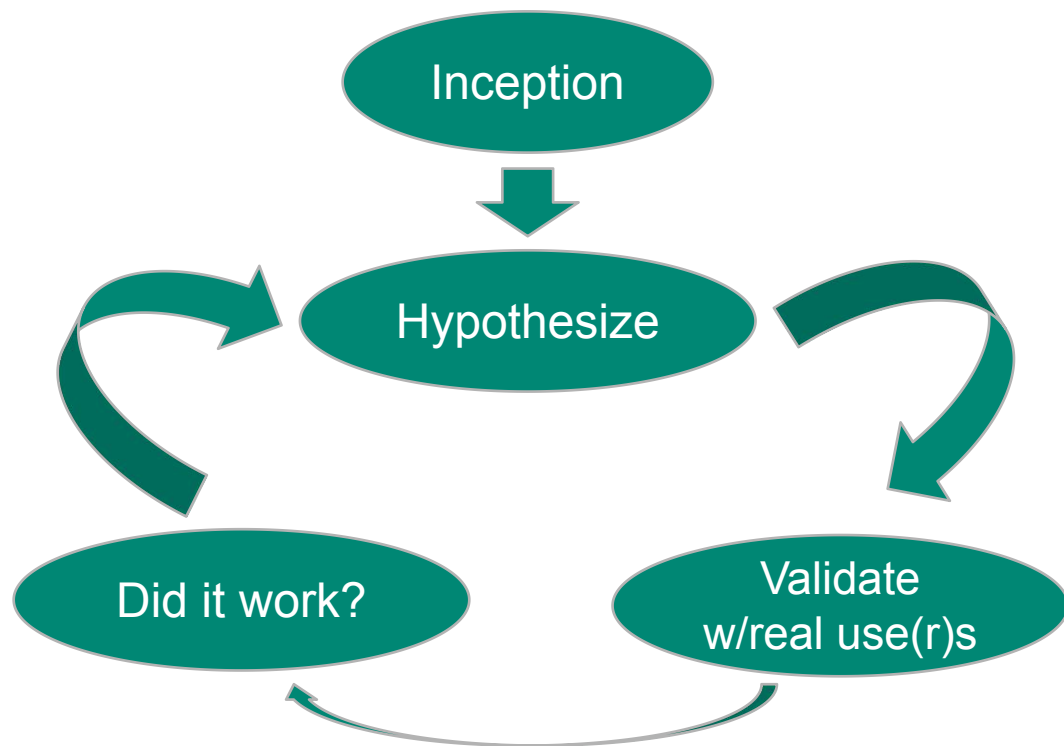 Inception
Hypothesize
Did it work?
Validate
w/real use(r)s